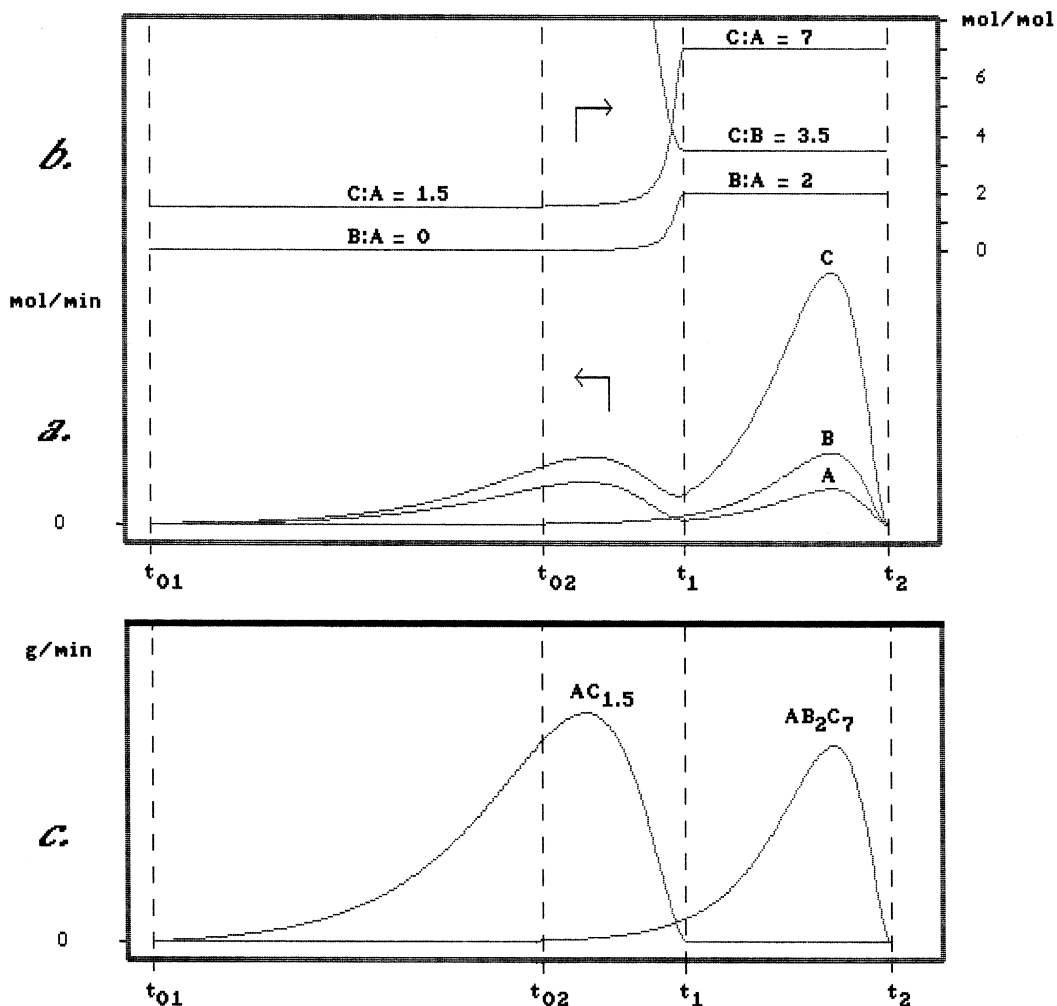 mol/mol
C:A = 7
6
b.
4
C:B = 3.5
C:A = 1.5
B:A = 2
2
B:A = 0
0
C
mol/min
a.
B
A
0
t01
t02
t1
t2
g/min
AC1.5
AB2C7
c.
0
t01
t02
t1
t2